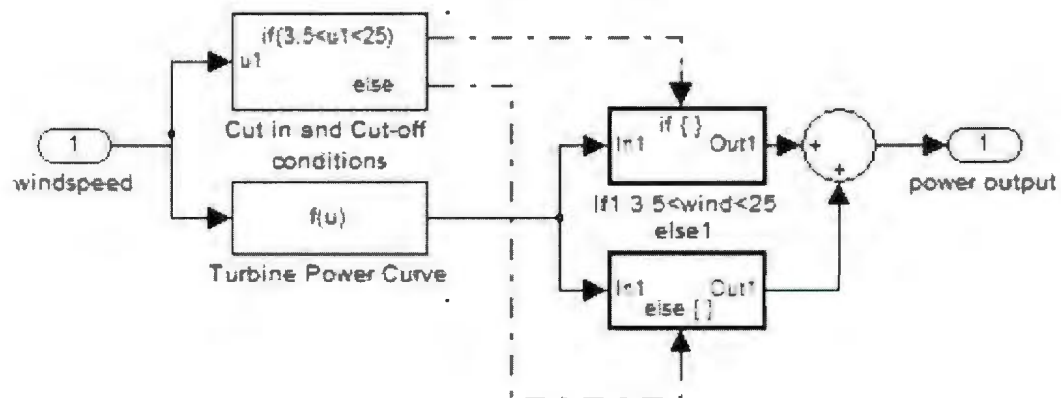 if(3.5<u1<25)
u1
else
Cut in and Cut-off
conditions
1
windspeed
f(u)
Turbine Power Curve
if { }
In1
Out1
If1 3 5<wind<25
else1
In1
Out1
else { }
+
+
1
power output